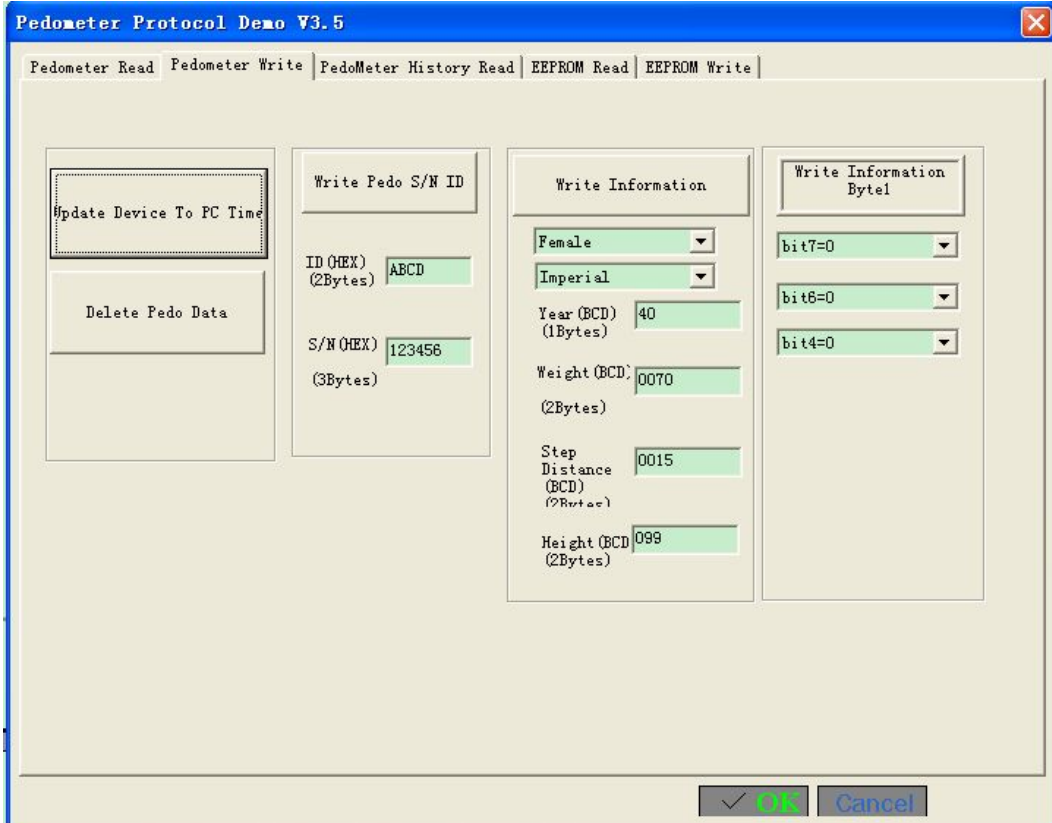 Pedometer Protocol Demo V3.5
Pedometer Read Pedometer Write PedoMeter History Read EEPROM Read EEPROM Write
Update Device To PC Time
Delete Pedo Data
Write Pedo S/N ID
ID(HEX)
(2Bytes)
ABCD
S/N(HEX)
123456
(3Bytes)
Write Information
Female
Imperial
Year(BCD)
(1Bytes)
40
Weight(BCD)
0070
(2Bytes)
Step
Distance
(BCD)
(2Bytes)
0015
Height(BCD
(2Bytes)
099
Write Information
Byte1
bit7=0
bit6=0
bit4=0
OK Cancel